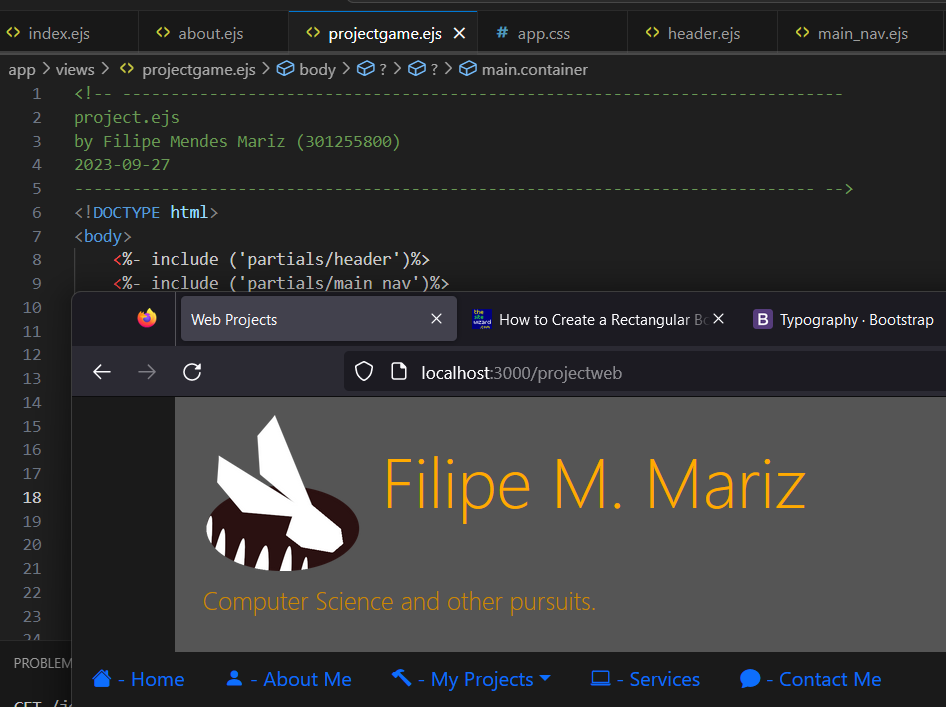 index.ejs about.ejs projectgame.ejs # app.css header.ejs main_nav.ejs
app > views > projectgame.ejs > body > ? > ? > main.container
1 <!-- ---------------------------------------------------------------------------
2 project.ejs
3 by Filipe Mendes Mariz (301255800)
4 2023-09-27
5 ----------------------------------------------------------------------------- -->
6 <!DOCTYPE html>
7 <body>
8 <%- include ('partials/header')%>
9 <%- include ('partials/main_nav')%>
10
11
12
13
14
15
16
17
18
19
20
21
22
23
24
Web Projects
the site wizard .com How to Create a Rectangular Bo
B Typography · Bootstrap
localhost:3000/projectweb
Filipe M. Mariz
Computer Science and other pursuits.
- Home - About Me - My Projects - Services - Contact Me
PROBLEM
GET